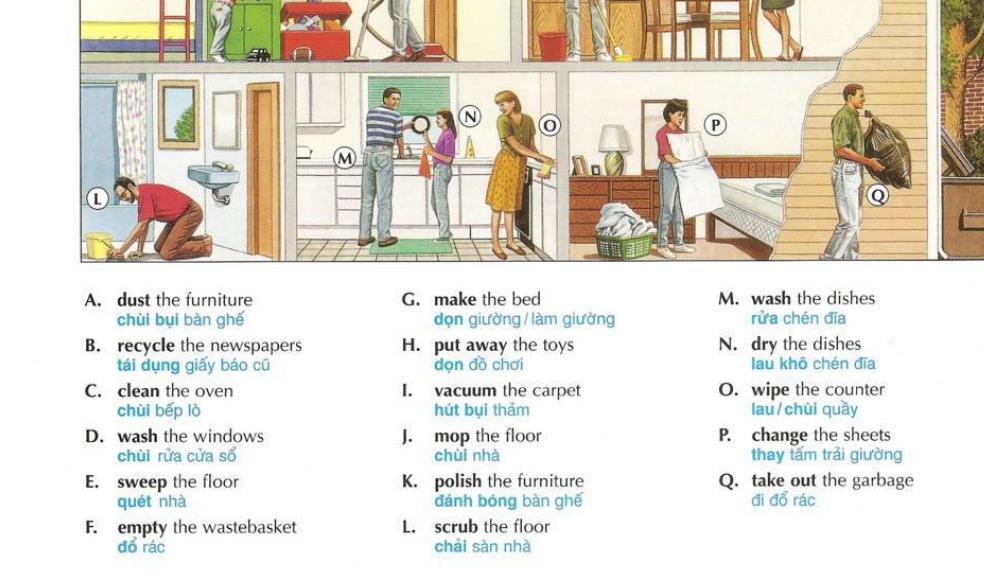 L
M
N
O
P
Q
A. dust the furniture
chùi bụi bàn ghế
B. recycle the newspapers
tái dụng giấy báo cũ
C. clean the oven
chùi bếp lò
D. wash the windows
chùi rửa cửa sổ
E. sweep the floor
quét nhà
F. empty the wastebasket
đổ rác
G. make the bed
dọn giường / làm giường
H. put away the toys
dọn đồ chơi
I. vacuum the carpet
hút bụi thảm
J. mop the floor
chùi nhà
K. polish the furniture
đánh bóng bàn ghế
L. scrub the floor
chải sàn nhà
M. wash the dishes
rửa chén đĩa
N. dry the dishes
lau khô chén đĩa
O. wipe the counter
lau / chùi quầy
P. change the sheets
thay tấm trải giường
Q. take out the garbage
đi đổ rác